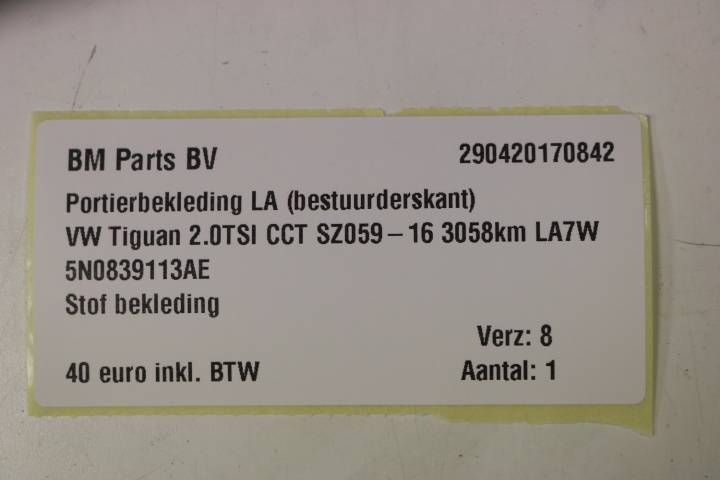 BM Parts BV 290420170842
Portierbekleding LA (bestuurderskant)
VW Tiguan 2.0TSI CCT SZ059 – 16 3058km LA7W
5N0839113AE
Stof bekleding
Verz: 8
40 euro inkl. BTW Aantal: 1